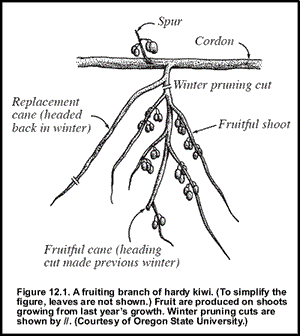 Spur
Cordon
Winter pruning cut
Replacement
cane (headed
back in winter)
Fruitful shoot
Fruitful cane (heading
cut made previous winter)
Figure 12.1. A fruiting branch of hardy kiwi. (To simplify the
figure, leaves are not shown.) Fruit are produced on shoots
growing from last year's growth. Winter pruning cuts are
shown by //. (Courtesy of Oregon State University.)